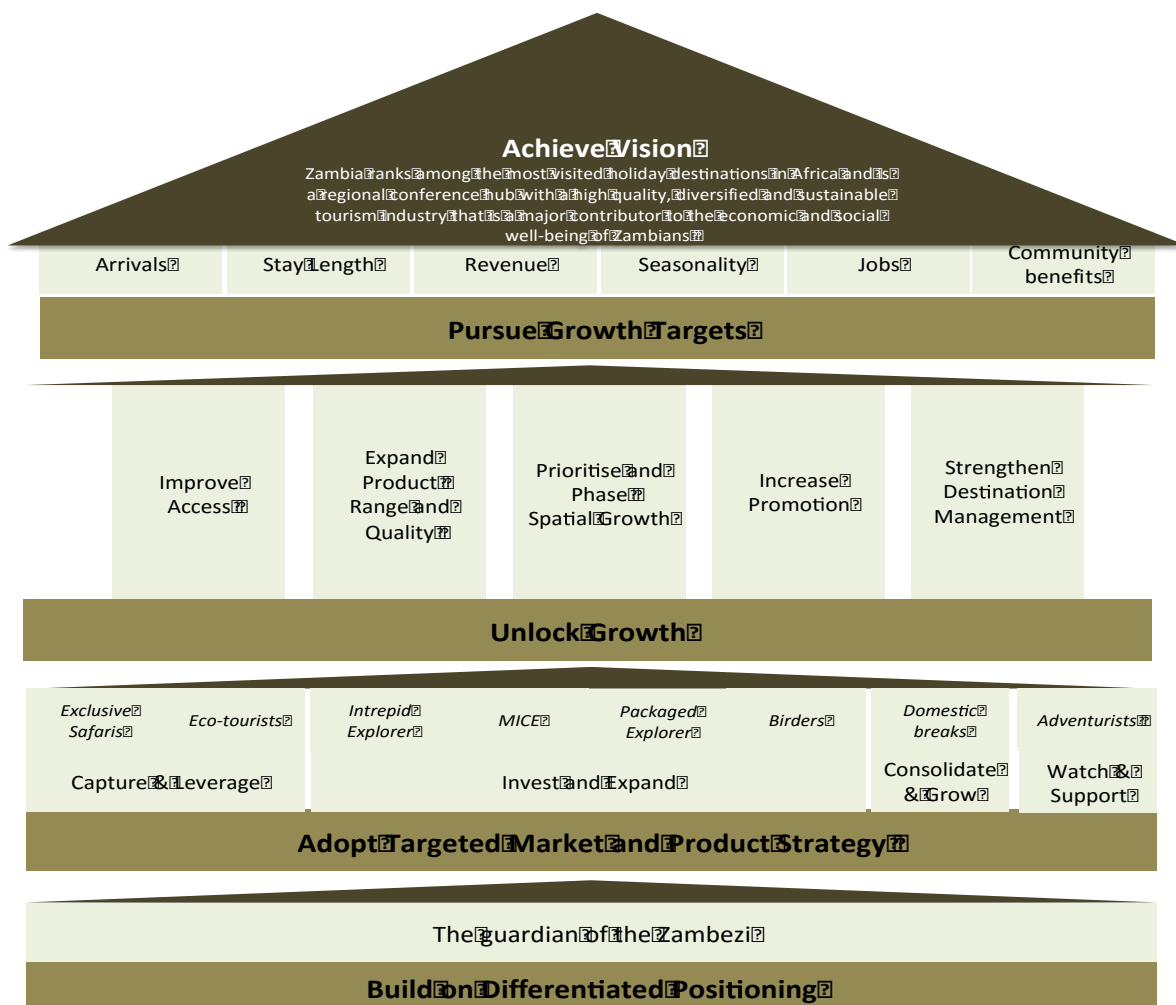 Achieve Vision
Zambia ranks among the most visited holiday destinations in Africa and is
a regional conference hub with a high quality, diversified and sustainable
tourism industry that is a major contributor to the economic and social
well-being of Zambians
Arrivals
Stay Length
Revenue
Seasonality
Jobs
Community
benefits
Pursue Growth Targets
Improve
Access
Expand
Product
Range and
Quality
Prioritise and
Phase
Spatial Growth
Increase
Promotion
Strengthen
Destination
Management
Unlock Growth
Exclusive
Safaris
Eco-tourists
Intrepid
Explorer
MICE
Packaged
Explorer
Birders
Domestic
breaks
Adventurists
Capture & Leverage
Invest and Expand
Consolidate
& Grow
Watch &
Support
Adopt Targeted Market and Product Strategy
The guardian of the Zambezi
Build on Differentiated Positioning